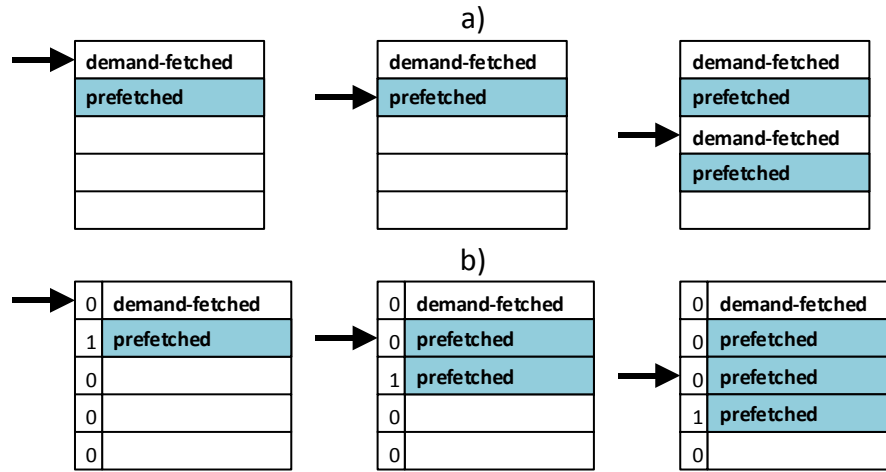 a)
demand-fetched demand-fetched demand-fetched
prefetched prefetched prefetched
demand-fetched
prefetched
b)
0 demand-fetched 0 demand-fetched 0 demand-fetched
1 prefetched 0 prefetched 0 prefetched
0 1 prefetched 0 prefetched
0 0 1 prefetched
0 0 0